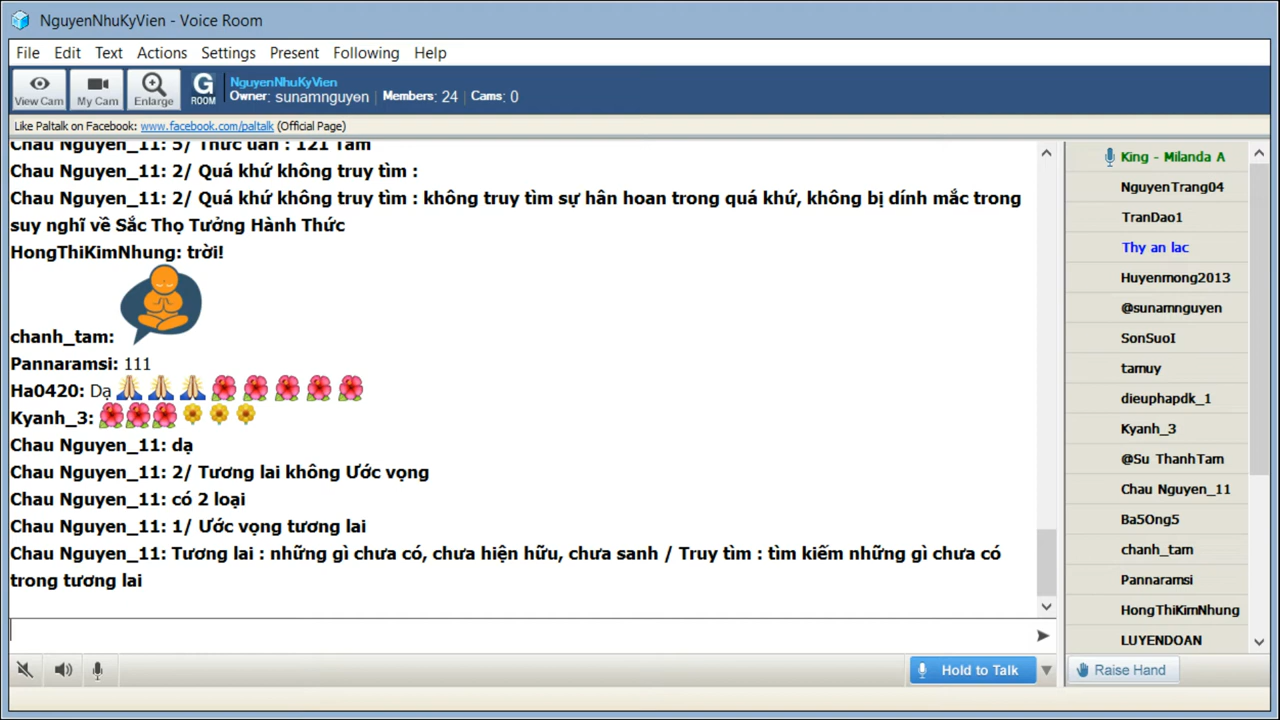 NguyenNhuKyVien - Voice Room
File Edit Text Actions Settings Present Following Help
View Cam My Cam Enlarge G ROOM
NguyenNhuKyVien
Owner: sunamnguyen Members: 24 Cams: 0
Like Paltalk on Facebook: www.facebook.com/paltalk (Official Page)
Chau Nguyen_11: 5/ Thức uẩn : 121 Tâm
Chau Nguyen_11: 2/ Quá khứ không truy tìm :
Chau Nguyen_11: 2/ Quá khứ không truy tìm : không truy tìm sự hân hoan trong quá khứ, không bị dính mắc trong
suy nghĩ về Sắc Thọ Tưởng Hành Thức
HongThiKimNhung: trời!
chanh_tam:
Pannaramsi: 111
Ha0420: Dạ
Kyanh_3:
Chau Nguyen_11: dạ
Chau Nguyen_11: 2/ Tương lai không Ước vọng
Chau Nguyen_11: có 2 loại
Chau Nguyen_11: 1/ Ước vọng tương lai
Chau Nguyen_11: Tương lai : những gì chưa có, chưa hiện hữu, chưa sanh / Truy tìm : tìm kiếm những gì chưa có
trong tương lai
King - Milanda A
NguyenTrang04
TranDao1
Thy an lac
Huyenmong2013
@sunamnguyen
SonSuoI
tamuy
dieuphapdk_1
Kyanh_3
@Su ThanhTam
Chau Nguyen_11
Ba5Ong5
chanh_tam
Pannaramsi
HongThiKimNhung
LUYENDOAN
Hold to Talk
Raise Hand